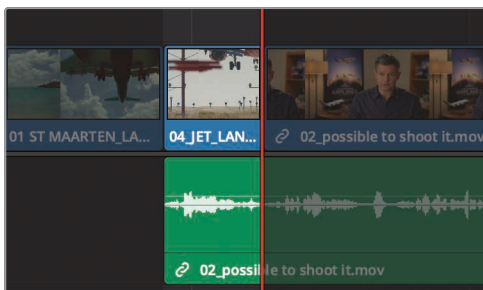 01 ST MAARTEN_LA...
04_JET_LAN...
02_possible to shoot it.mov
02_possible to shoot it.mov